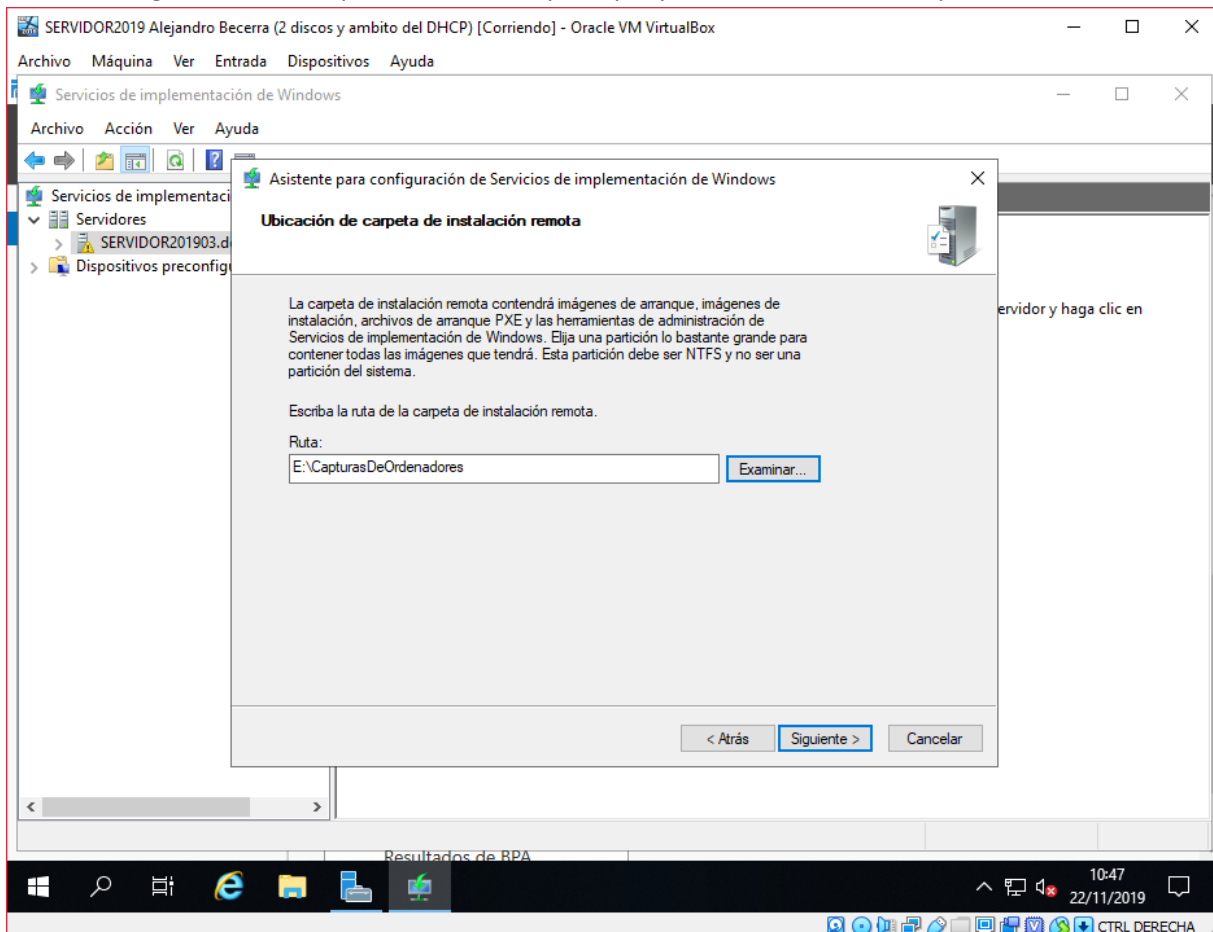 SERVIDOR2019 Alejandro Becerra (2 discos y ambito del DHCP) [Corriendo] - Oracle VM VirtualBox
Archivo Máquina Ver Entrada Dispositivos Ayuda
Servicios de implementación de Windows
Archivo Acción Ver Ayuda
Servicios de implementaci
Servidores
SERVIDOR201903.d
Dispositivos preconfig
Asistente para configuración de Servicios de implementación de Windows
Ubicación de carpeta de instalación remota
La carpeta de instalación remota contendrá imágenes de arranque, imágenes de
instalación, archivos de arranque PXE y las herramientas de administración de
Servicios de implementación de Windows. Elija una partición lo bastante grande para
contener todas las imágenes que tendrá. Esta partición debe ser NTFS y no ser una
partición del sistema.
Escriba la ruta de la carpeta de instalación remota.
Ruta:
E:\CapturasDeOrdenadores
Examinar...
ervidor y haga clic en
< Atrás Siguiente > Cancelar
Resultados de BPA
10:47
22/11/2019
CTRL DERECHA